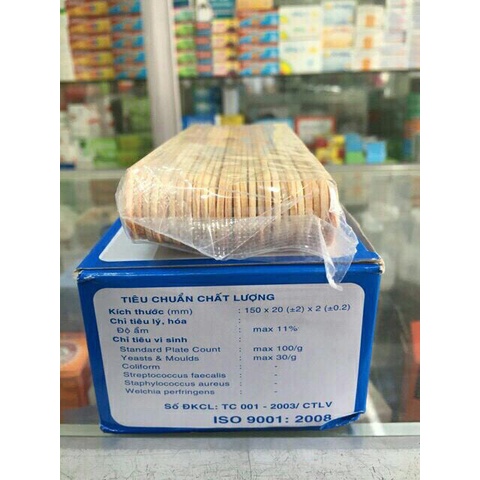 TIÊU CHUẨN CHẤT LƯỢNG
Kích thước (mm) : 150 x 20 (±2) x 2 (±0.2)
Chỉ tiêu lý, hóa :
Độ ẩm : max 11%
Chỉ tiêu vi sinh :
Standard Plate Count : max 100/g
Yeasts & Moulds : max 30/g
Coliform : -
Streptococcus faecalis : -
Staphylococcus aureus : -
Welchia perfringens : -
Số ĐKCL: TC 001 - 2003/ CTLV
ISO 9001: 2008